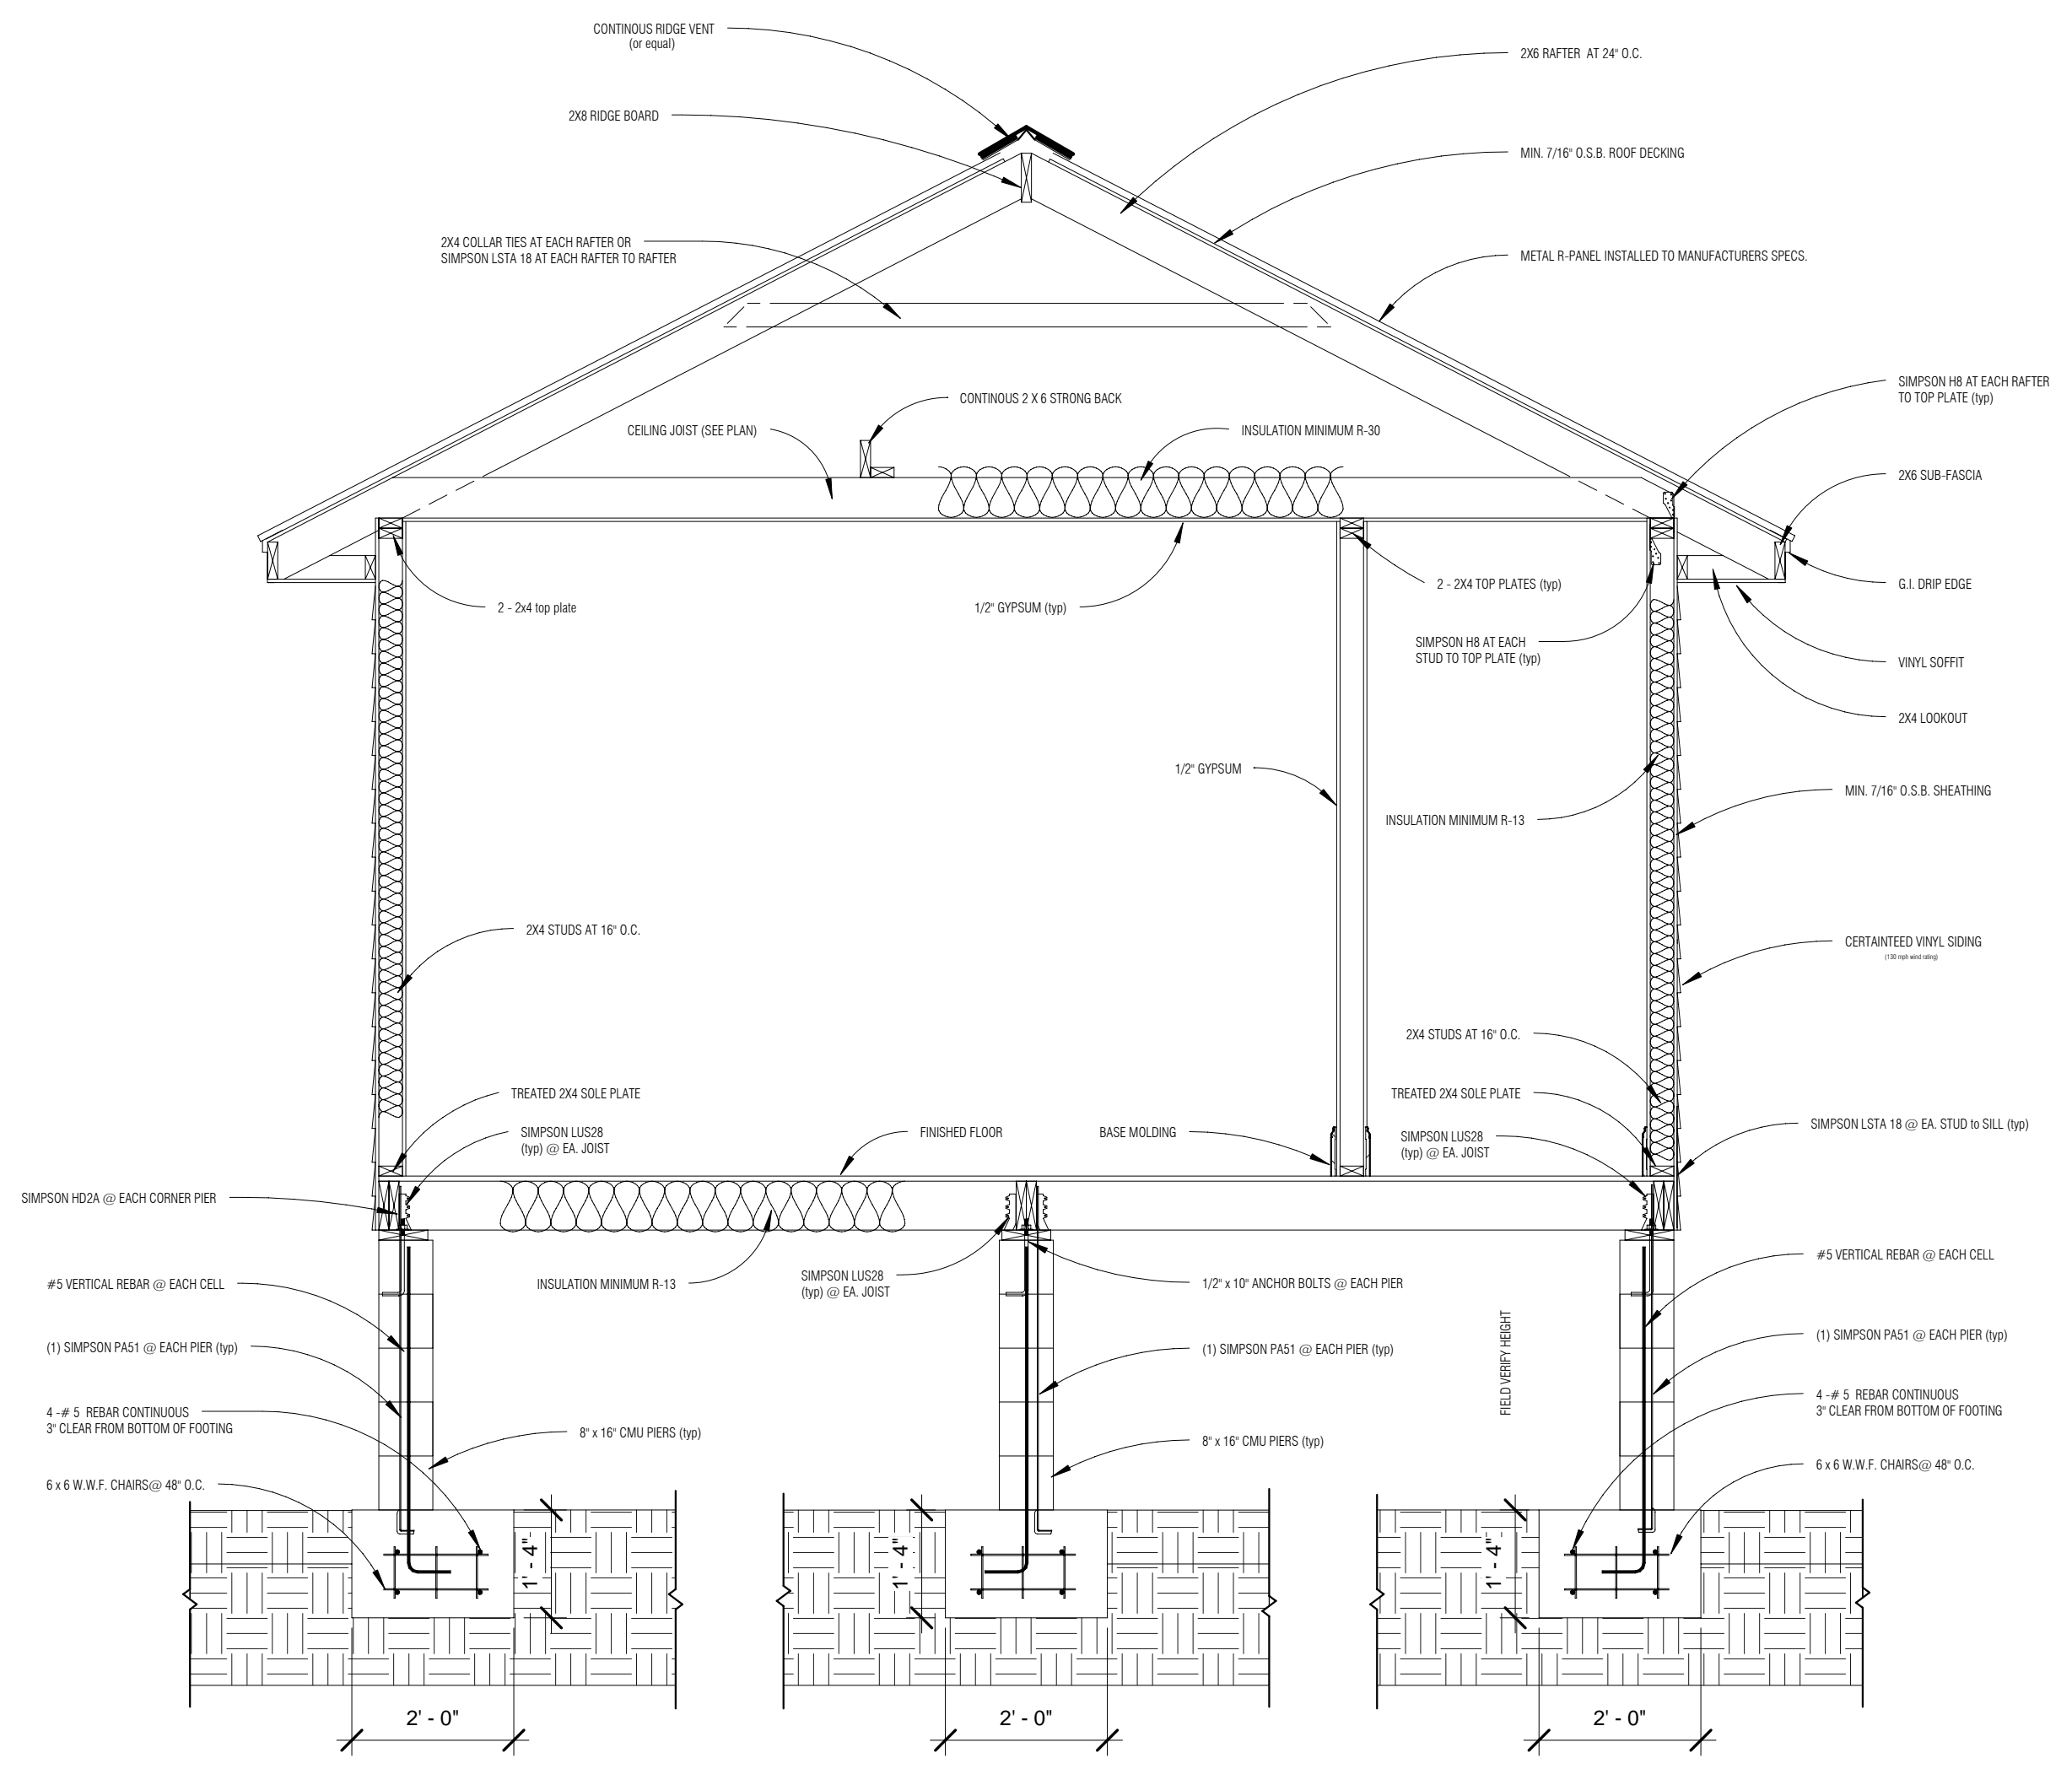 CONTINOUS RIDGE VENT
(or equal)
2X6 RAFTER AT 24" O.C.
2X8 RIDGE BOARD
MIN. 7/16" O.S.B. ROOF DECKING
2X4 COLLAR TIES AT EACH RAFTER OR
SIMPSON LSTA 18 AT EACH RAFTER TO RAFTER
METAL R-PANEL INSTALLED TO MANUFACTURERS SPECS.
SIMPSON H8 AT EACH RAFTER
TO TOP PLATE (typ)
CONTINOUS 2 X 6 STRONG BACK
CEILING JOIST (SEE PLAN)
INSULATION MINIMUM R-30
2X6 SUB-FASCIA
2 - 2x4 top plate
1/2" GYPSUM (typ)
2 - 2X4 TOP PLATES (typ)
G.I. DRIP EDGE
SIMPSON H8 AT EACH
STUD TO TOP PLATE (typ)
VINYL SOFFIT
2X4 LOOKOUT
1/2" GYPSUM
MIN. 7/16" O.S.B. SHEATHING
INSULATION MINIMUM R-13
2X4 STUDS AT 16" O.C.
CERTAINTEED VINYL SIDING
(130 mph wind rating)
2X4 STUDS AT 16" O.C.
TREATED 2X4 SOLE PLATE
TREATED 2X4 SOLE PLATE
SIMPSON LUS28
(typ) @ EA. JOIST
FINISHED FLOOR
BASE MOLDING
SIMPSON LUS28
(typ) @ EA. JOIST
SIMPSON LSTA 18 @ EA. STUD to SILL (typ)
SIMPSON HD2A @ EACH CORNER PIER
#5 VERTICAL REBAR @ EACH CELL
INSULATION MINIMUM R-13
SIMPSON LUS28
(typ) @ EA. JOIST
1/2" x 10" ANCHOR BOLTS @ EACH PIER
#5 VERTICAL REBAR @ EACH CELL
FIELD VERIFY HEIGHT
(1) SIMPSON PA51 @ EACH PIER (typ)
(1) SIMPSON PA51 @ EACH PIER (typ)
(1) SIMPSON PA51 @ EACH PIER (typ)
4 -# 5 REBAR CONTINUOUS
3" CLEAR FROM BOTTOM OF FOOTING
8" x 16" CMU PIERS (typ)
8" x 16" CMU PIERS (typ)
4 -# 5 REBAR CONTINUOUS
3" CLEAR FROM BOTTOM OF FOOTING
6 x 6 W.W.F. CHAIRS@ 48" O.C.
6 x 6 W.W.F. CHAIRS@ 48" O.C.
1' - 4"
1' - 4"
1' - 4"
2' - 0"
2' - 0"
2' - 0"